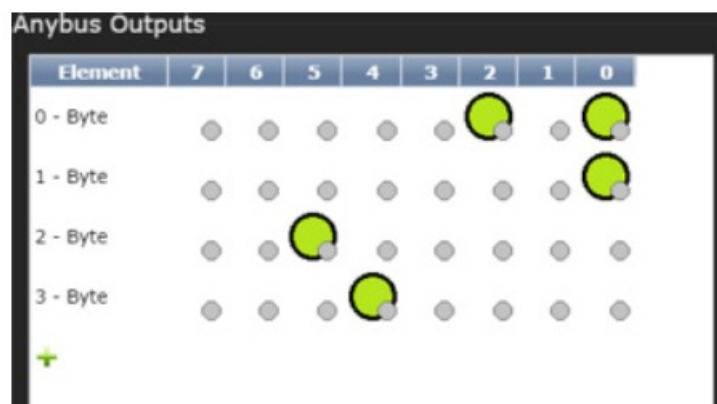 Anybus Outputs
Element 7 6 5 4 3 2 1 0
0 - Byte
1 - Byte
2 - Byte
3 - Byte